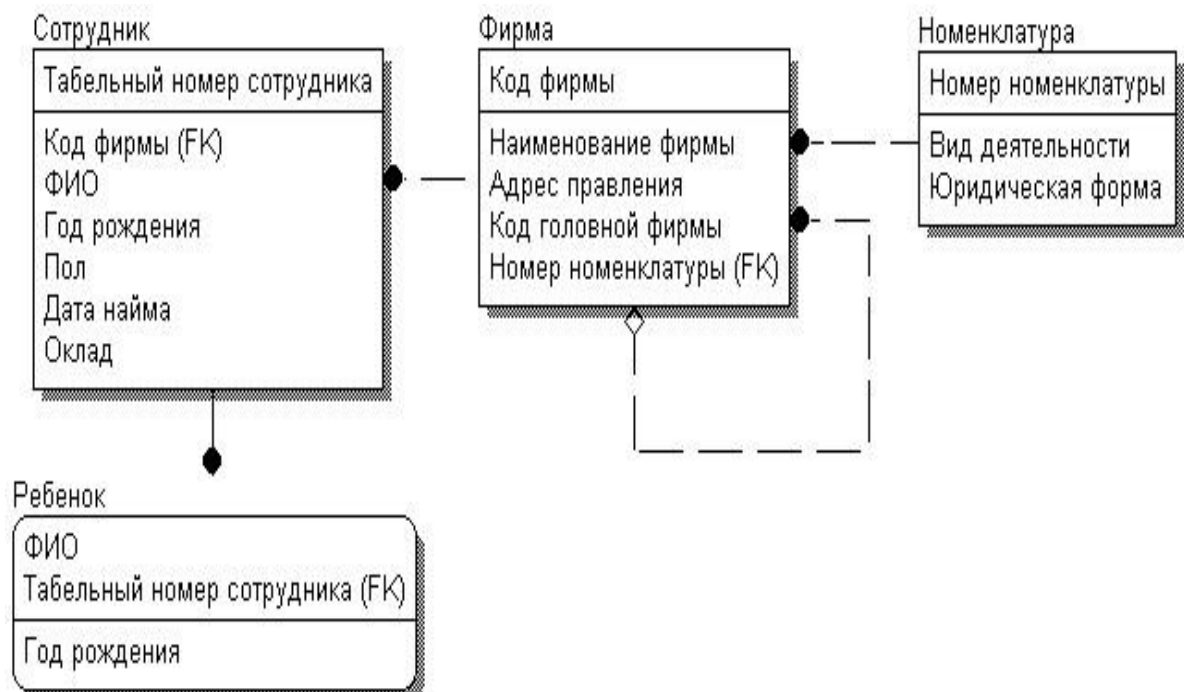 Сотрудник
Табельный номер сотрудника
Код фирмы (FK)
ФИО
Год рождения
Пол
Дата найма
Оклад
Фирма
Код фирмы
Наименование фирмы
Адрес правления
Код головной фирмы
Номер номенклатуры (FK)
Номенклатура
Номер номенклатуры
Вид деятельности
Юридическая форма
Ребенок
ФИО
Табельный номер сотрудника (FK)
Год рождения